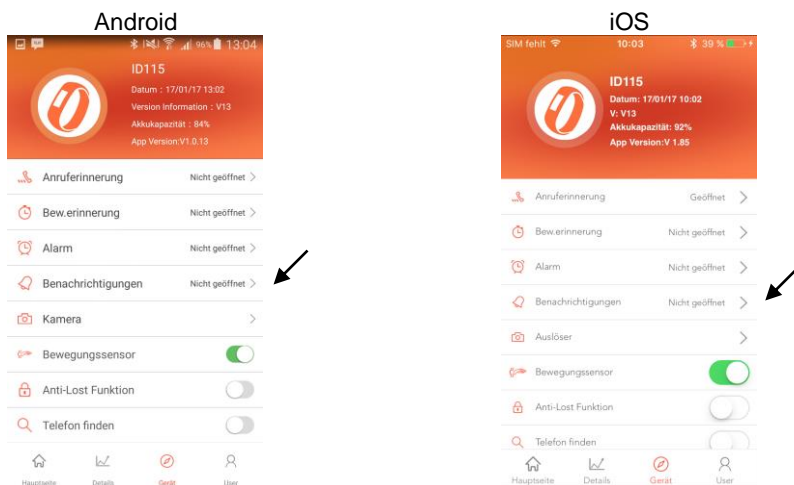 Android
96% 13:04
ID115
Datum : 17/01/17 13:02
Version Information : V13
Akkukapazität : 84%
App Version:V1.0.13
Anruferinnerung Nicht geöffnet
Bew.erinnerung Nicht geöffnet
Alarm Nicht geöffnet
Benachrichtigungen Nicht geöffnet
Kamera
Bewegungssensor
Anti-Lost Funktion
Telefon finden
Hauptseite Details Gerät User
iOS
SIM fehlt 10:03 39 %
ID115
Datum: 17/01/17 10:02
V: V13
Akkukapazität: 92%
App Version:V 1.85
Anruferinnerung Geöffnet
Bew.erinnerung Nicht geöffnet
Alarm Nicht geöffnet
Benachrichtigungen Nicht geöffnet
Auslöser
Bewegungssensor
Anti-Lost Funktion
Telefon finden
Hauptseite Details Gerät User